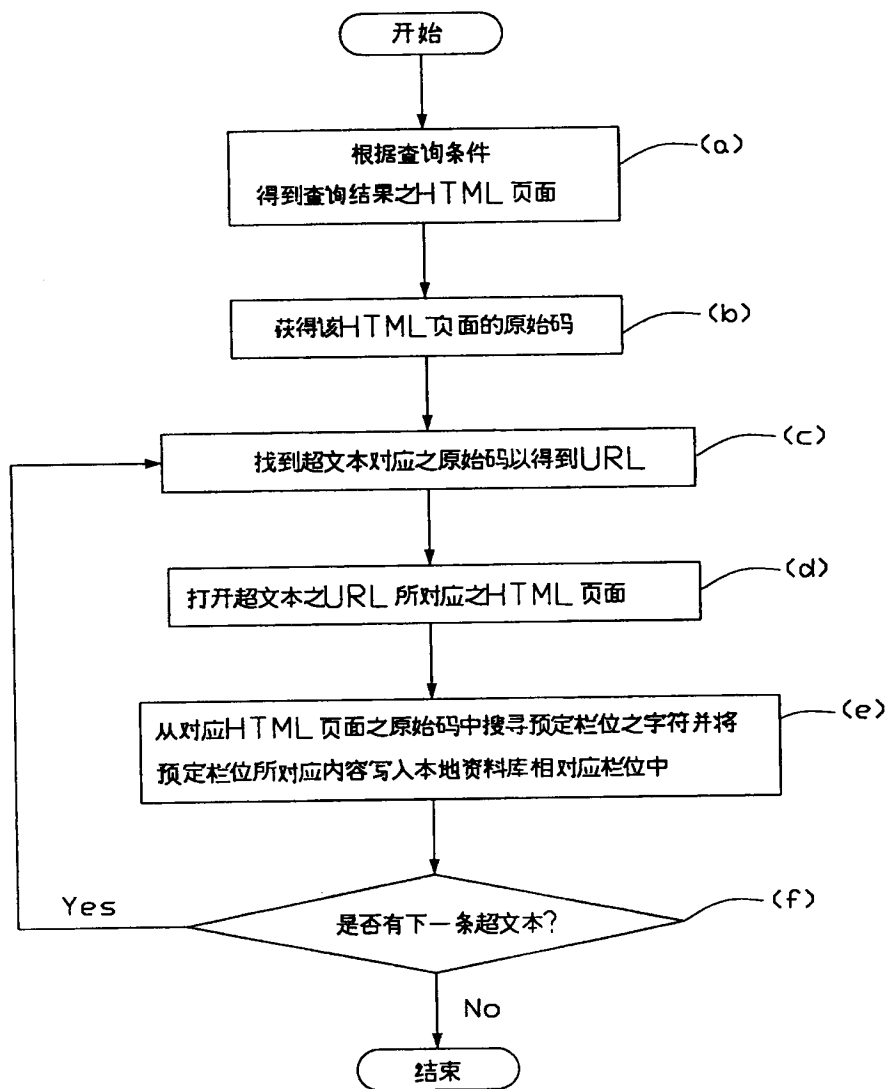 开始
根据查询条件
得到查询结果之HTML页面
(a)
获得该HTML页面的原始码
(b)
找到超文本对应之原始码以得到URL
(c)
打开超文本之URL所对应之HTML页面
(d)
从对应HTML页面之原始码中搜寻预定栏位之字符并将
预定栏位所对应内容写入本地资料库相对应栏位中
(e)
是否有下一条超文本?
(f)
Yes
No
结束